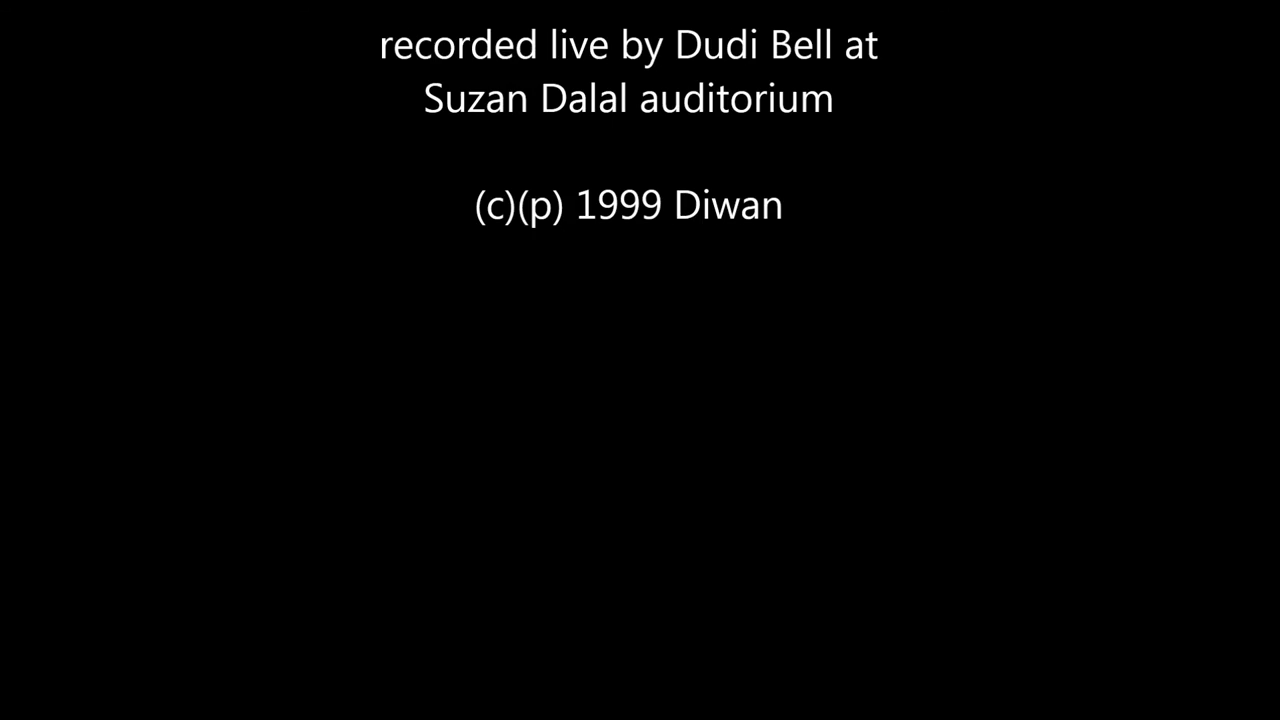 recorded live by Dudi Bell at
Suzan Dalal auditorium
(c)(p) 1999 Diwan